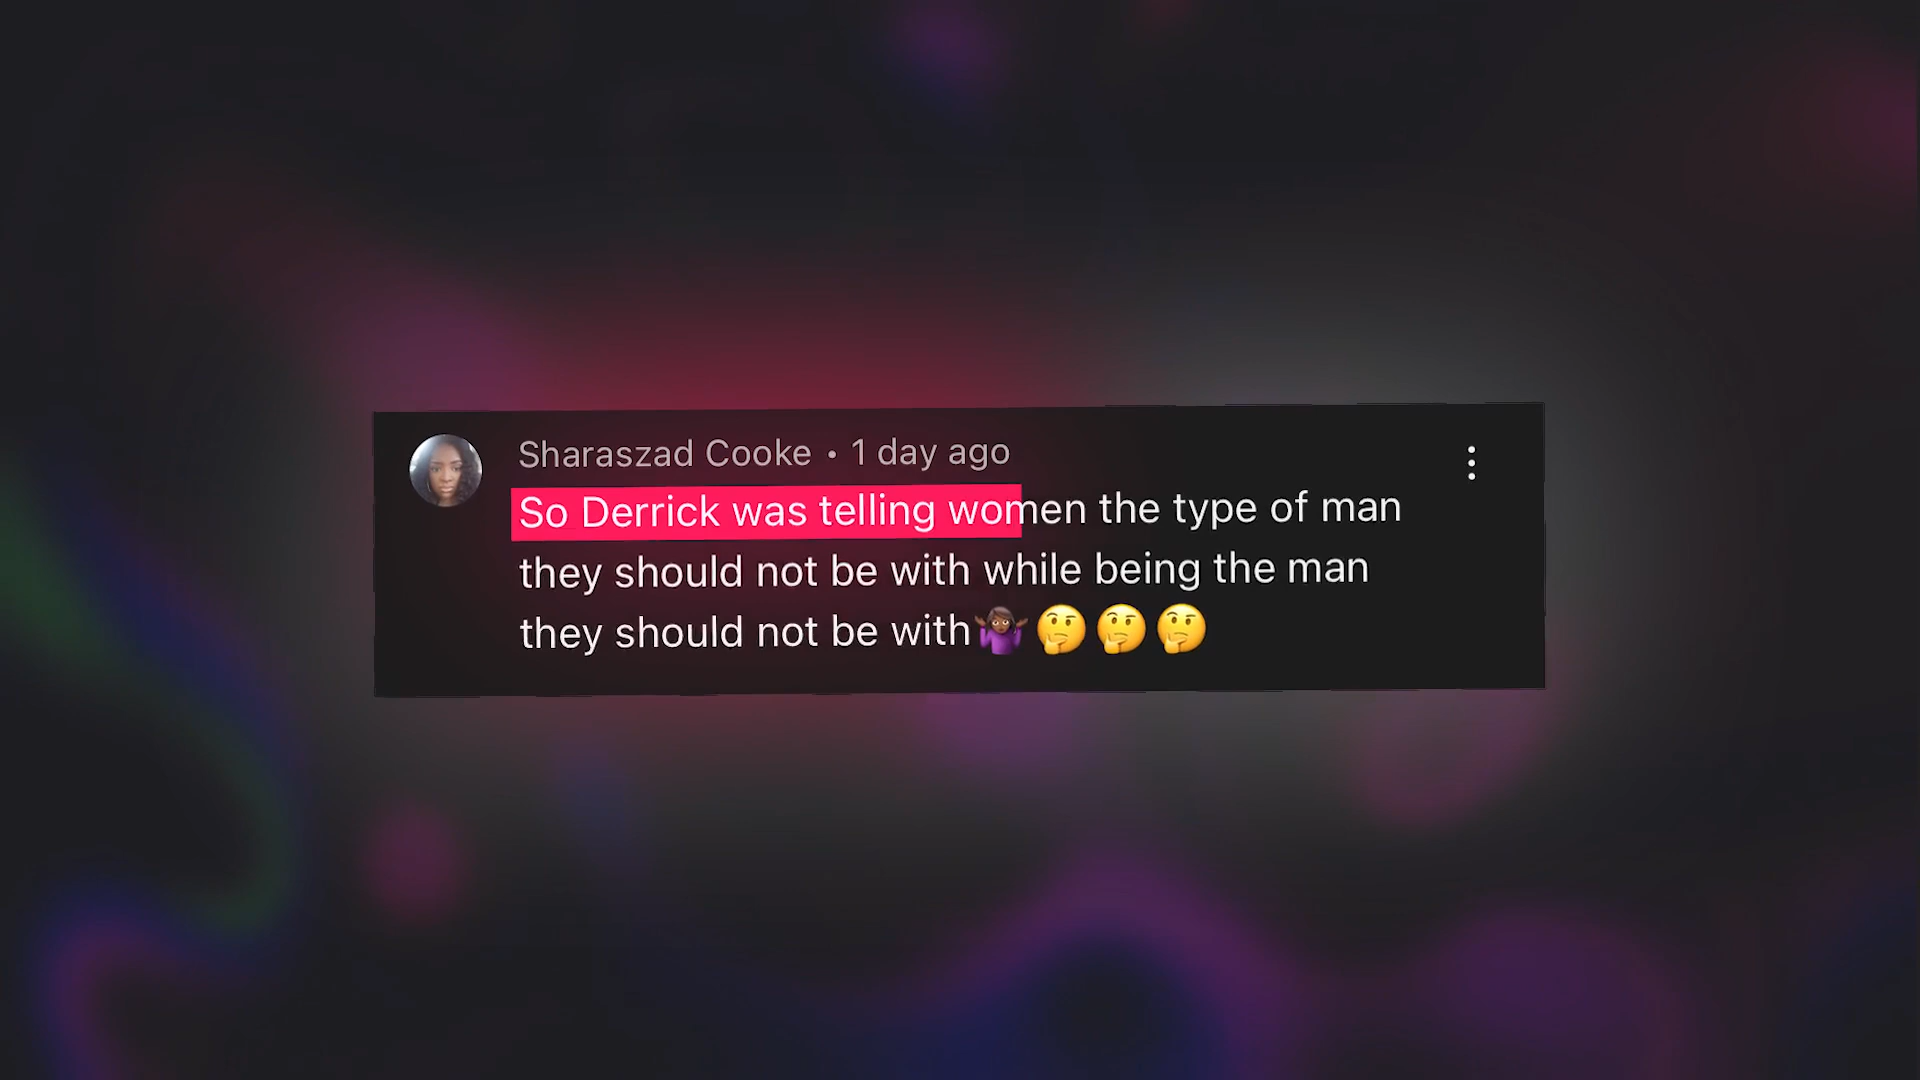 Sharaszad Cooke • 1 day ago
So Derrick was telling women the type of man
they should not be with while being the man
they should not be with🤷🏾‍♀️🤔🤔🤔